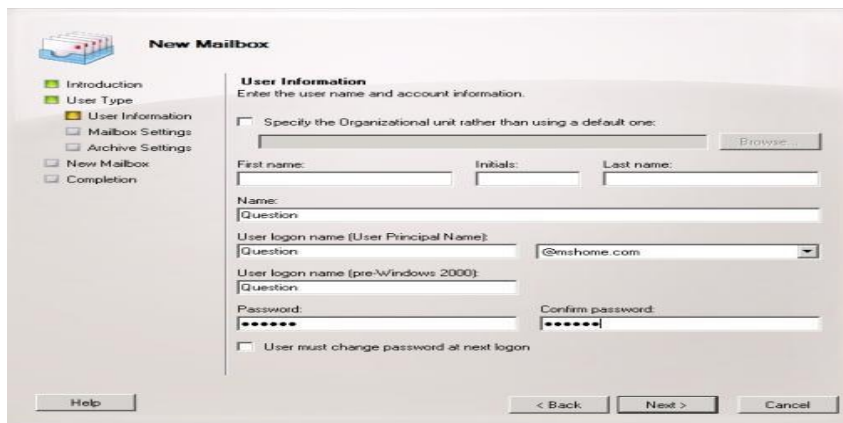 New Mailbox
Introduction
User Type
User Information
Mailbox Settings
Archive Settings
New Mailbox
Completion
User Information
Enter the user name and account information.
Specify the Organizational unit rather than using a default one:
Browse...
First name:
Initials:
Last name:
Name:
Question
User logon name (User Principal Name):
Question
@mshome.com
User logon name (pre-Windows 2000):
Question
Password:
Confirm password:
••••••
••••••
User must change password at next logon
Help
< Back
Next >
Cancel